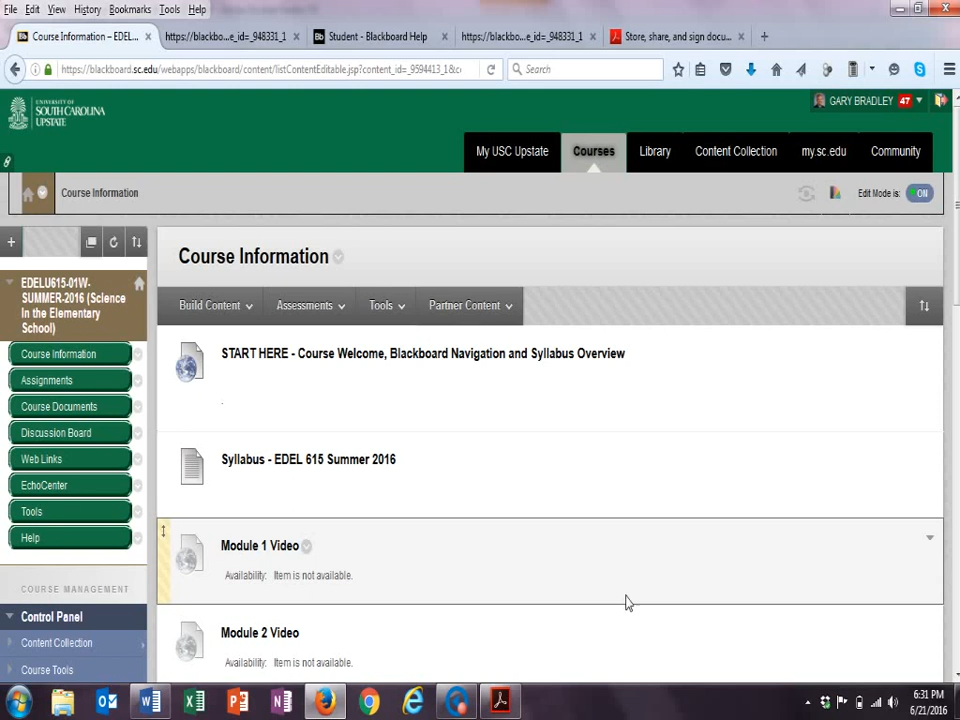 File Edit View History Bookmarks Tools Help
Course Information – EDEL... https://blackbo...e_id=_948331_1 Student - Blackboard Help https://blackbo...e_id=_948331_1 Store, share, and sign docu...
https://blackboard.sc.edu/webapps/blackboard/content/listContentEditable.jsp?content_id=_9594413_1&cc Search
UNIVERSITY OF
SOUTH CAROLINA
UPSTATE
GARY BRADLEY 47
My USC Upstate Courses Library Content Collection my.sc.edu Community
Course Information Edit Mode is: ON
Course Information
EDELU615-01W-
SUMMER-2016 (Science
In the Elementary
School)
Build Content Assessments Tools Partner Content
Course Information
Assignments
Course Documents
Discussion Board
Web Links
EchoCenter
Tools
Help
START HERE - Course Welcome, Blackboard Navigation and Syllabus Overview
Syllabus - EDEL 615 Summer 2016
Module 1 Video
Availability: Item is not available.
Module 2 Video
Availability: Item is not available.
COURSE MANAGEMENT
Control Panel
Content Collection
Course Tools
6:31 PM
6/21/2016